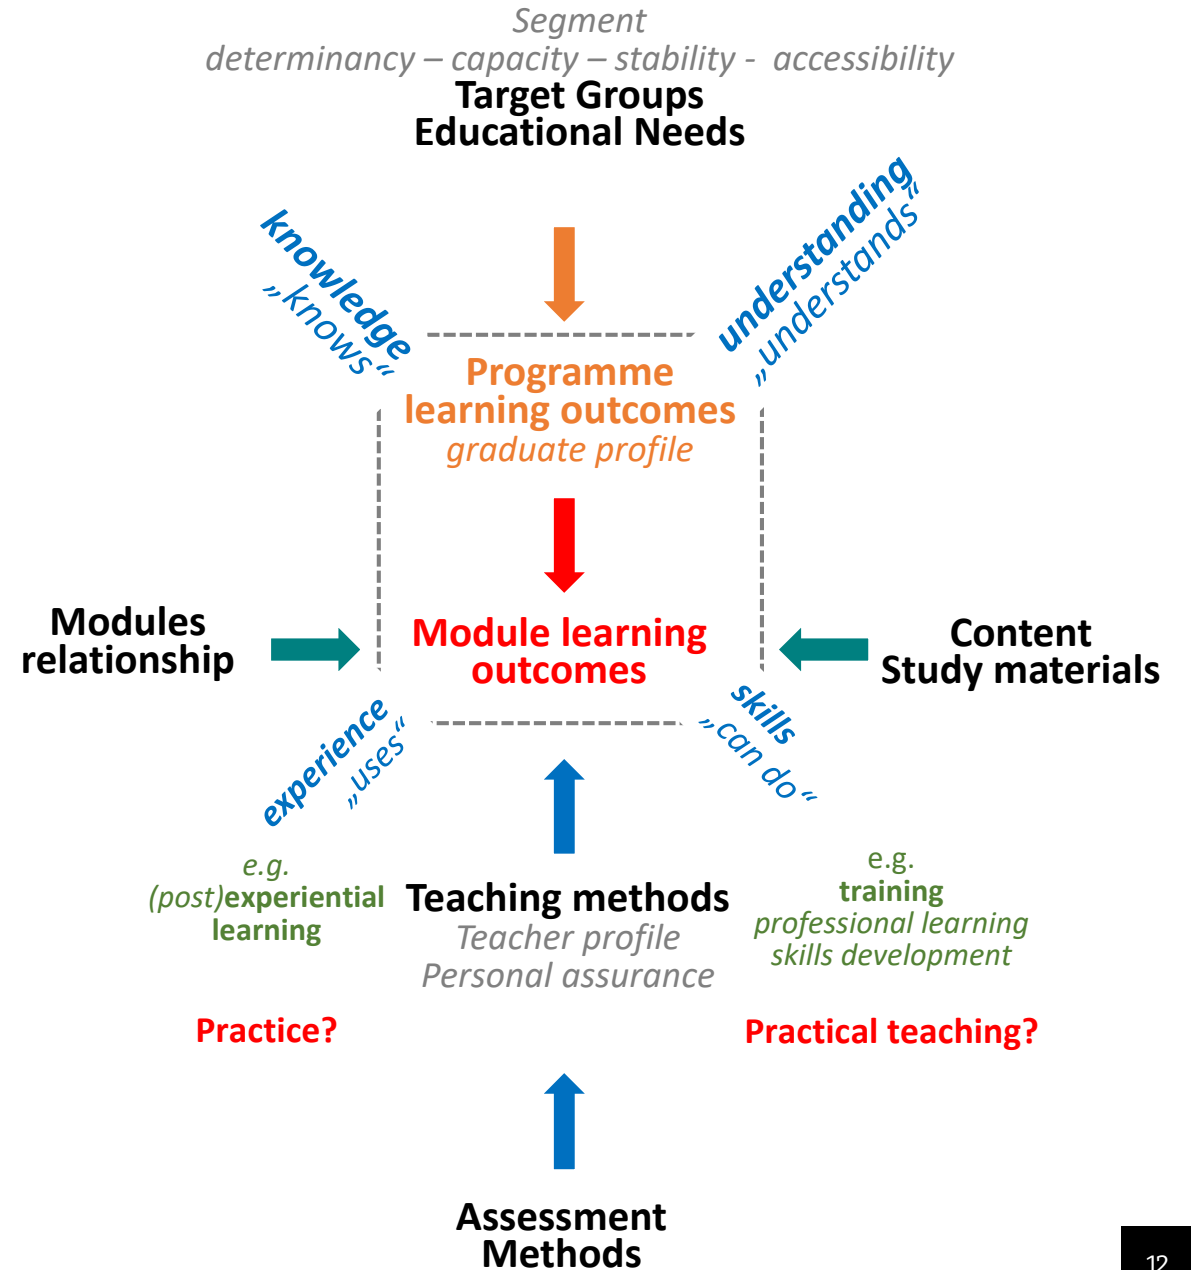 Segment
determinancy – capacity – stability - accessibility
Target Groups
Educational Needs
knowledge
„knows“
understanding
„understands“
Programme
learning outcomes
graduate profile
Modules
relationship
Module learning
outcomes
Content
Study materials
experience
„uses“
skills
„can do“
e.g.
(post)experiential
learning
Teaching methods
Teacher profile
Personal assurance
e.g.
training
professional learning
skills development
Practice?
Practical teaching?
Assessment
Methods
12